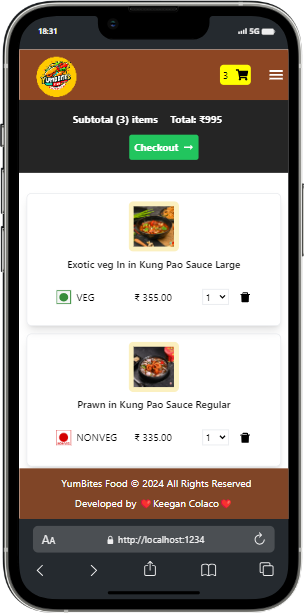 18:31
5G
YUMBITES
3
Subtotal (3) items Total: ₹995
Checkout →
Exotic veg In in Kung Pao Sauce Large
VEG ₹ 355.00 1
Prawn in Kung Pao Sauce Regular
NONVEG ₹ 335.00 1
YumBites Food © 2024 All Rights Reserved
Developed by ❤️ Keegan Colaco ❤️
AA http://localhost:1234